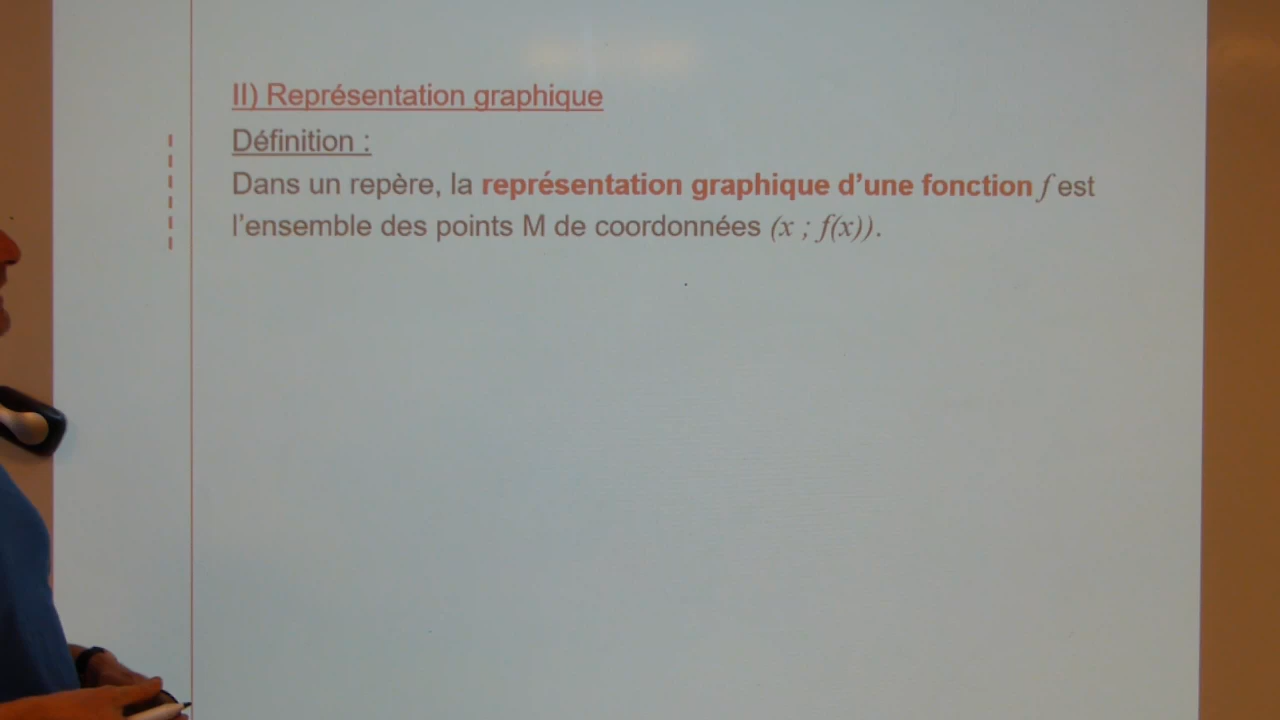 II) Représentation graphique
Définition :
Dans un repère, la représentation graphique d’une fonction f est
l’ensemble des points M de coordonnées (x ; f(x)).